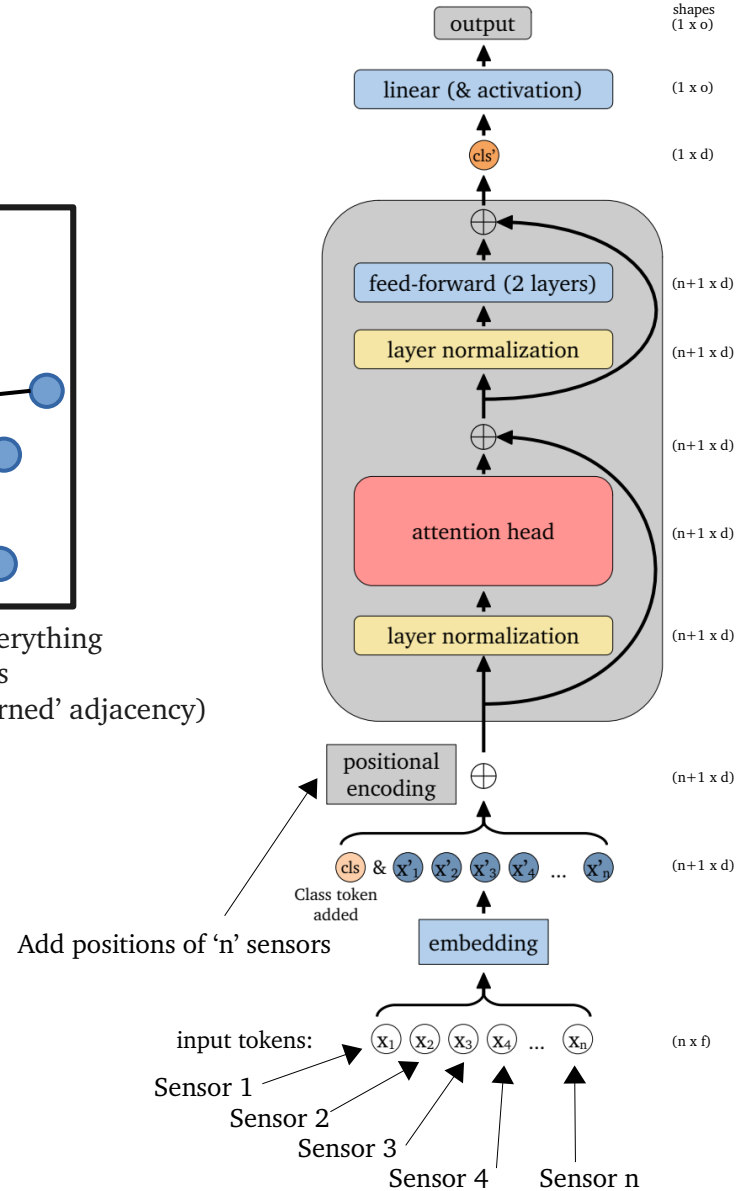 shapes
output
(1 x o)
linear (& activation)
(1 x o)
cls'
(1 x d)
feed-forward (2 layers)
(n+1 x d)
layer normalization
(n+1 x d)
(n+1 x d)
attention head
(n+1 x d)
layer normalization
(n+1 x d)
erything
s
rned’ adjacency)
positional
encoding
(n+1 x d)
cls & x'₁ x'₂ x'₃ x'₄ ... x'ₙ
(n+1 x d)
Class token
added
Add positions of ‘n’ sensors
embedding
input tokens: x₁ x₂ x₃ x₄ ... xₙ
(n x f)
Sensor 1
Sensor 2
Sensor 3
Sensor 4
Sensor n